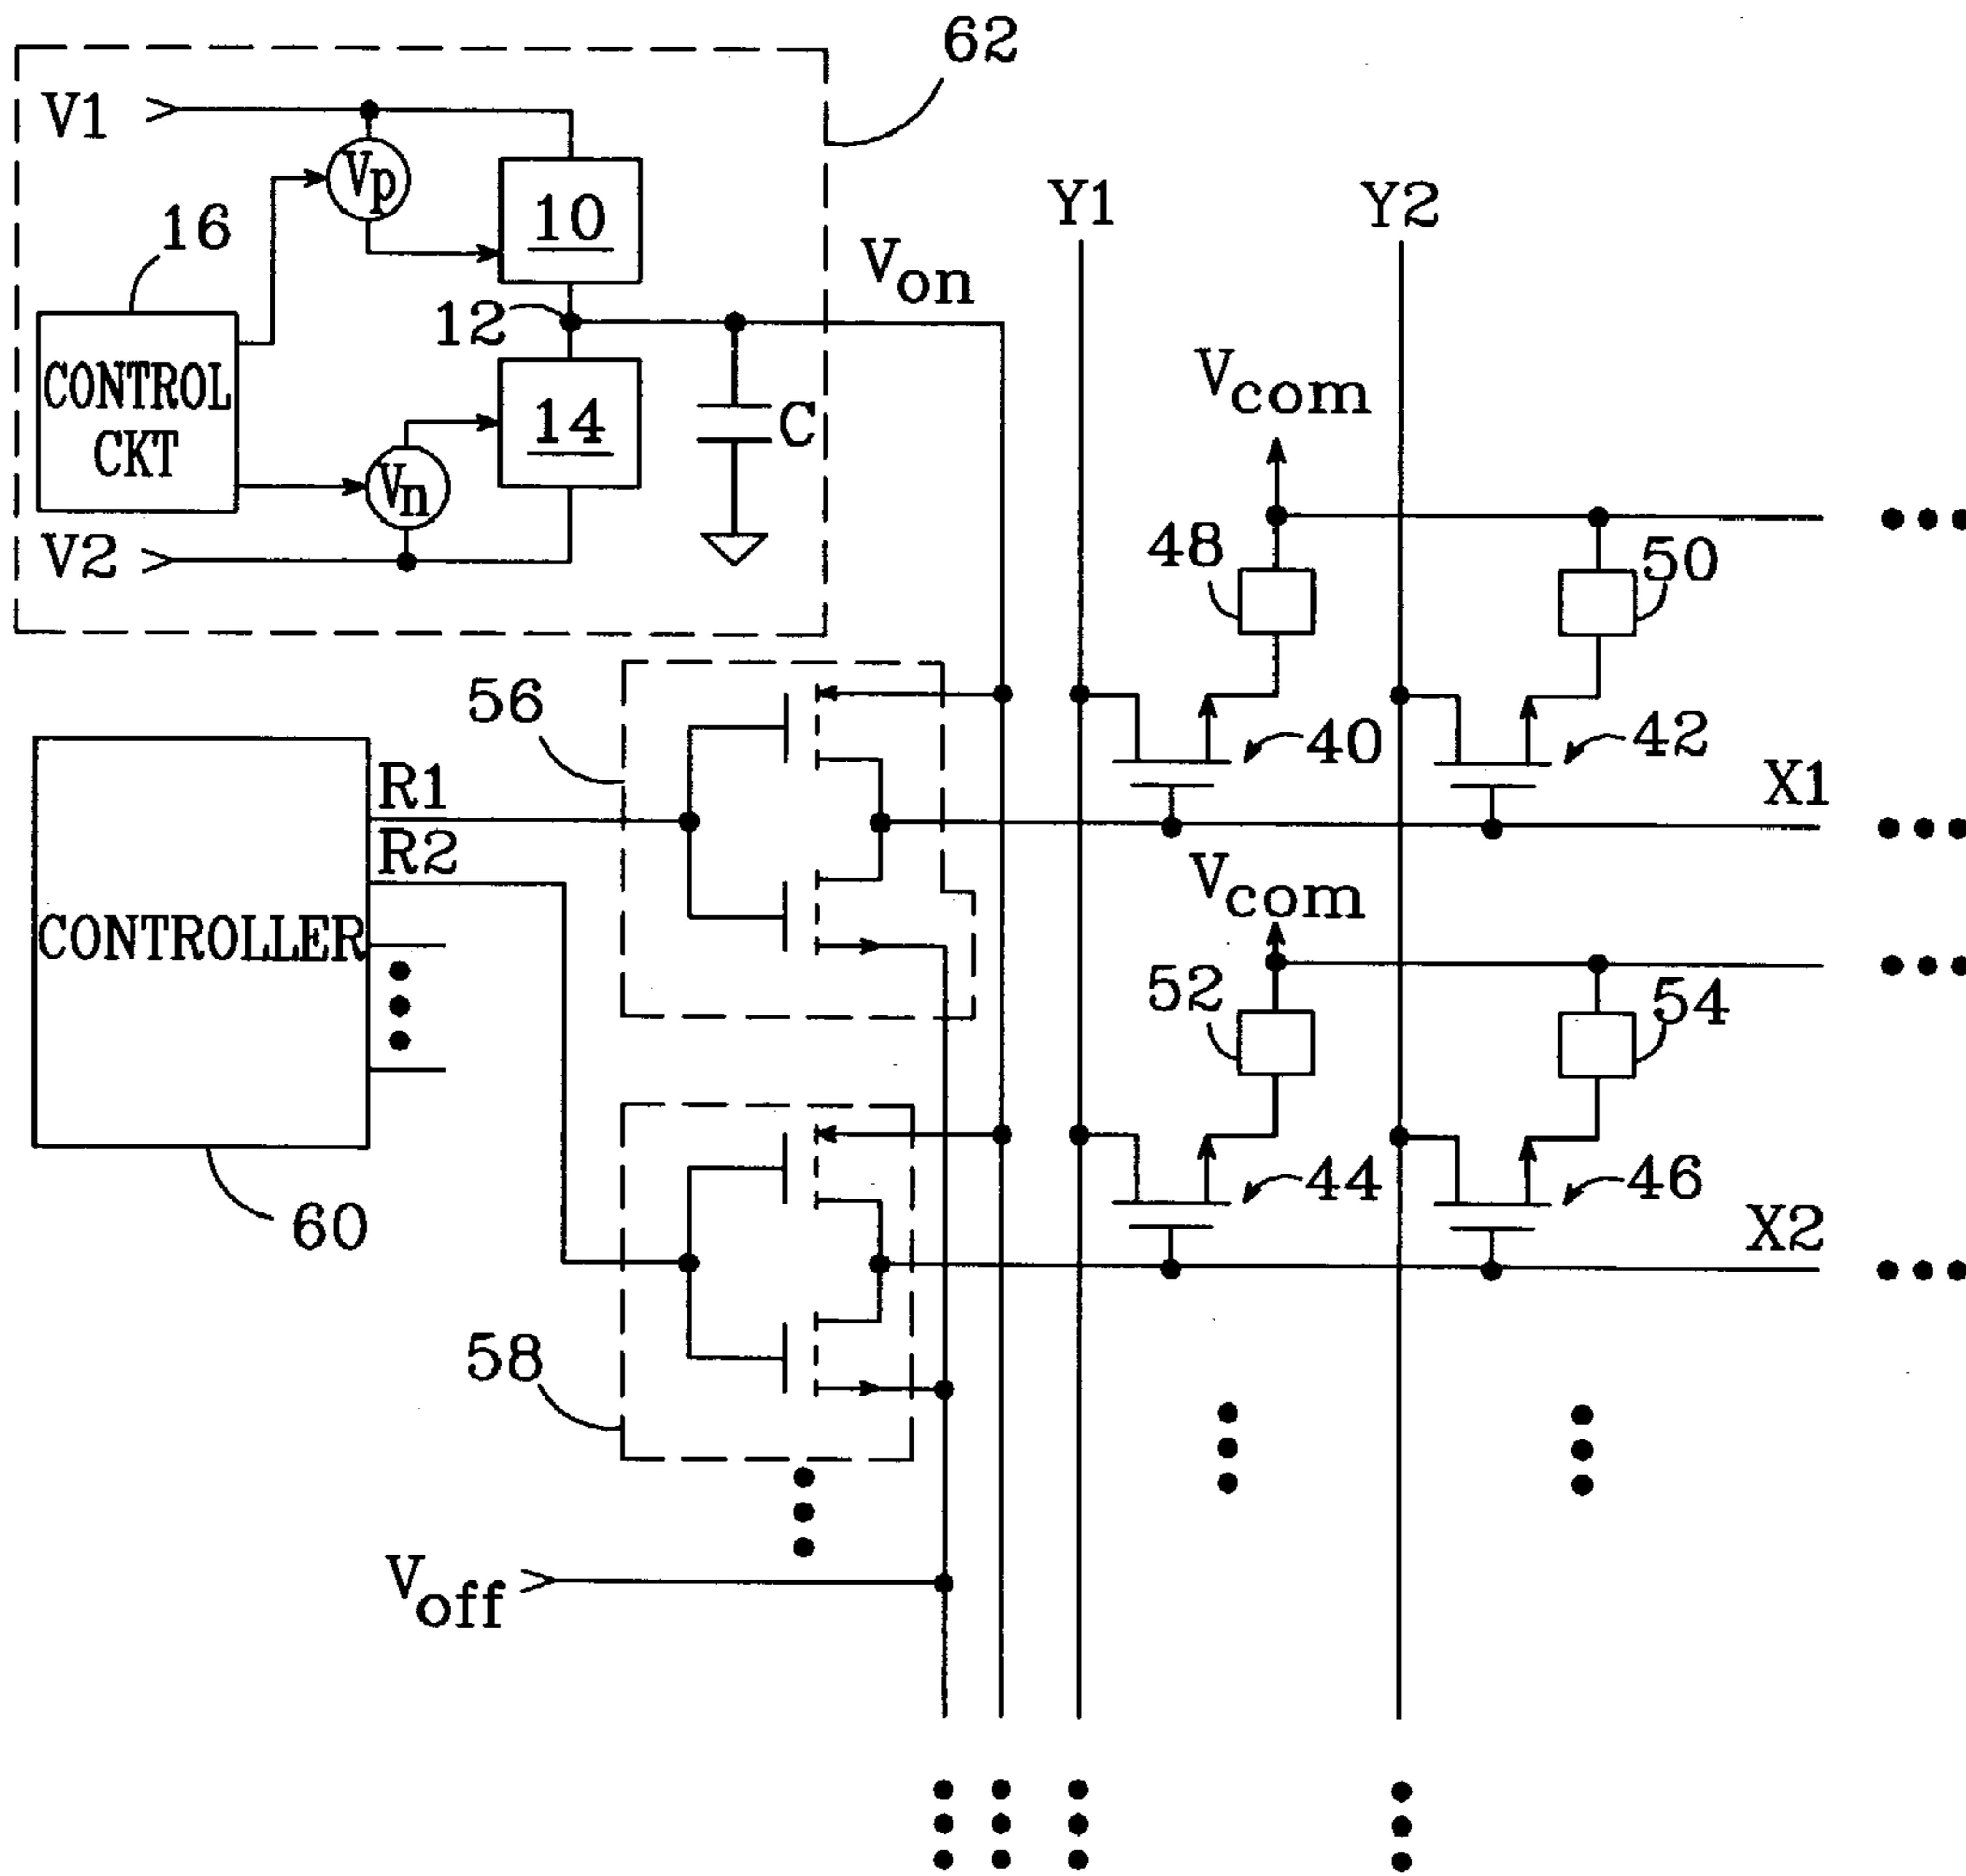 62
V1
Vp
10
16
Y1
Y2
Von
12
CONTROL
CKT
14
C
Vn
V2
Vcom
48
50
56
40
42
R1
X1
R2
Vcom
CONTROLLER
52
54
44
46
60
X2
58
Voff